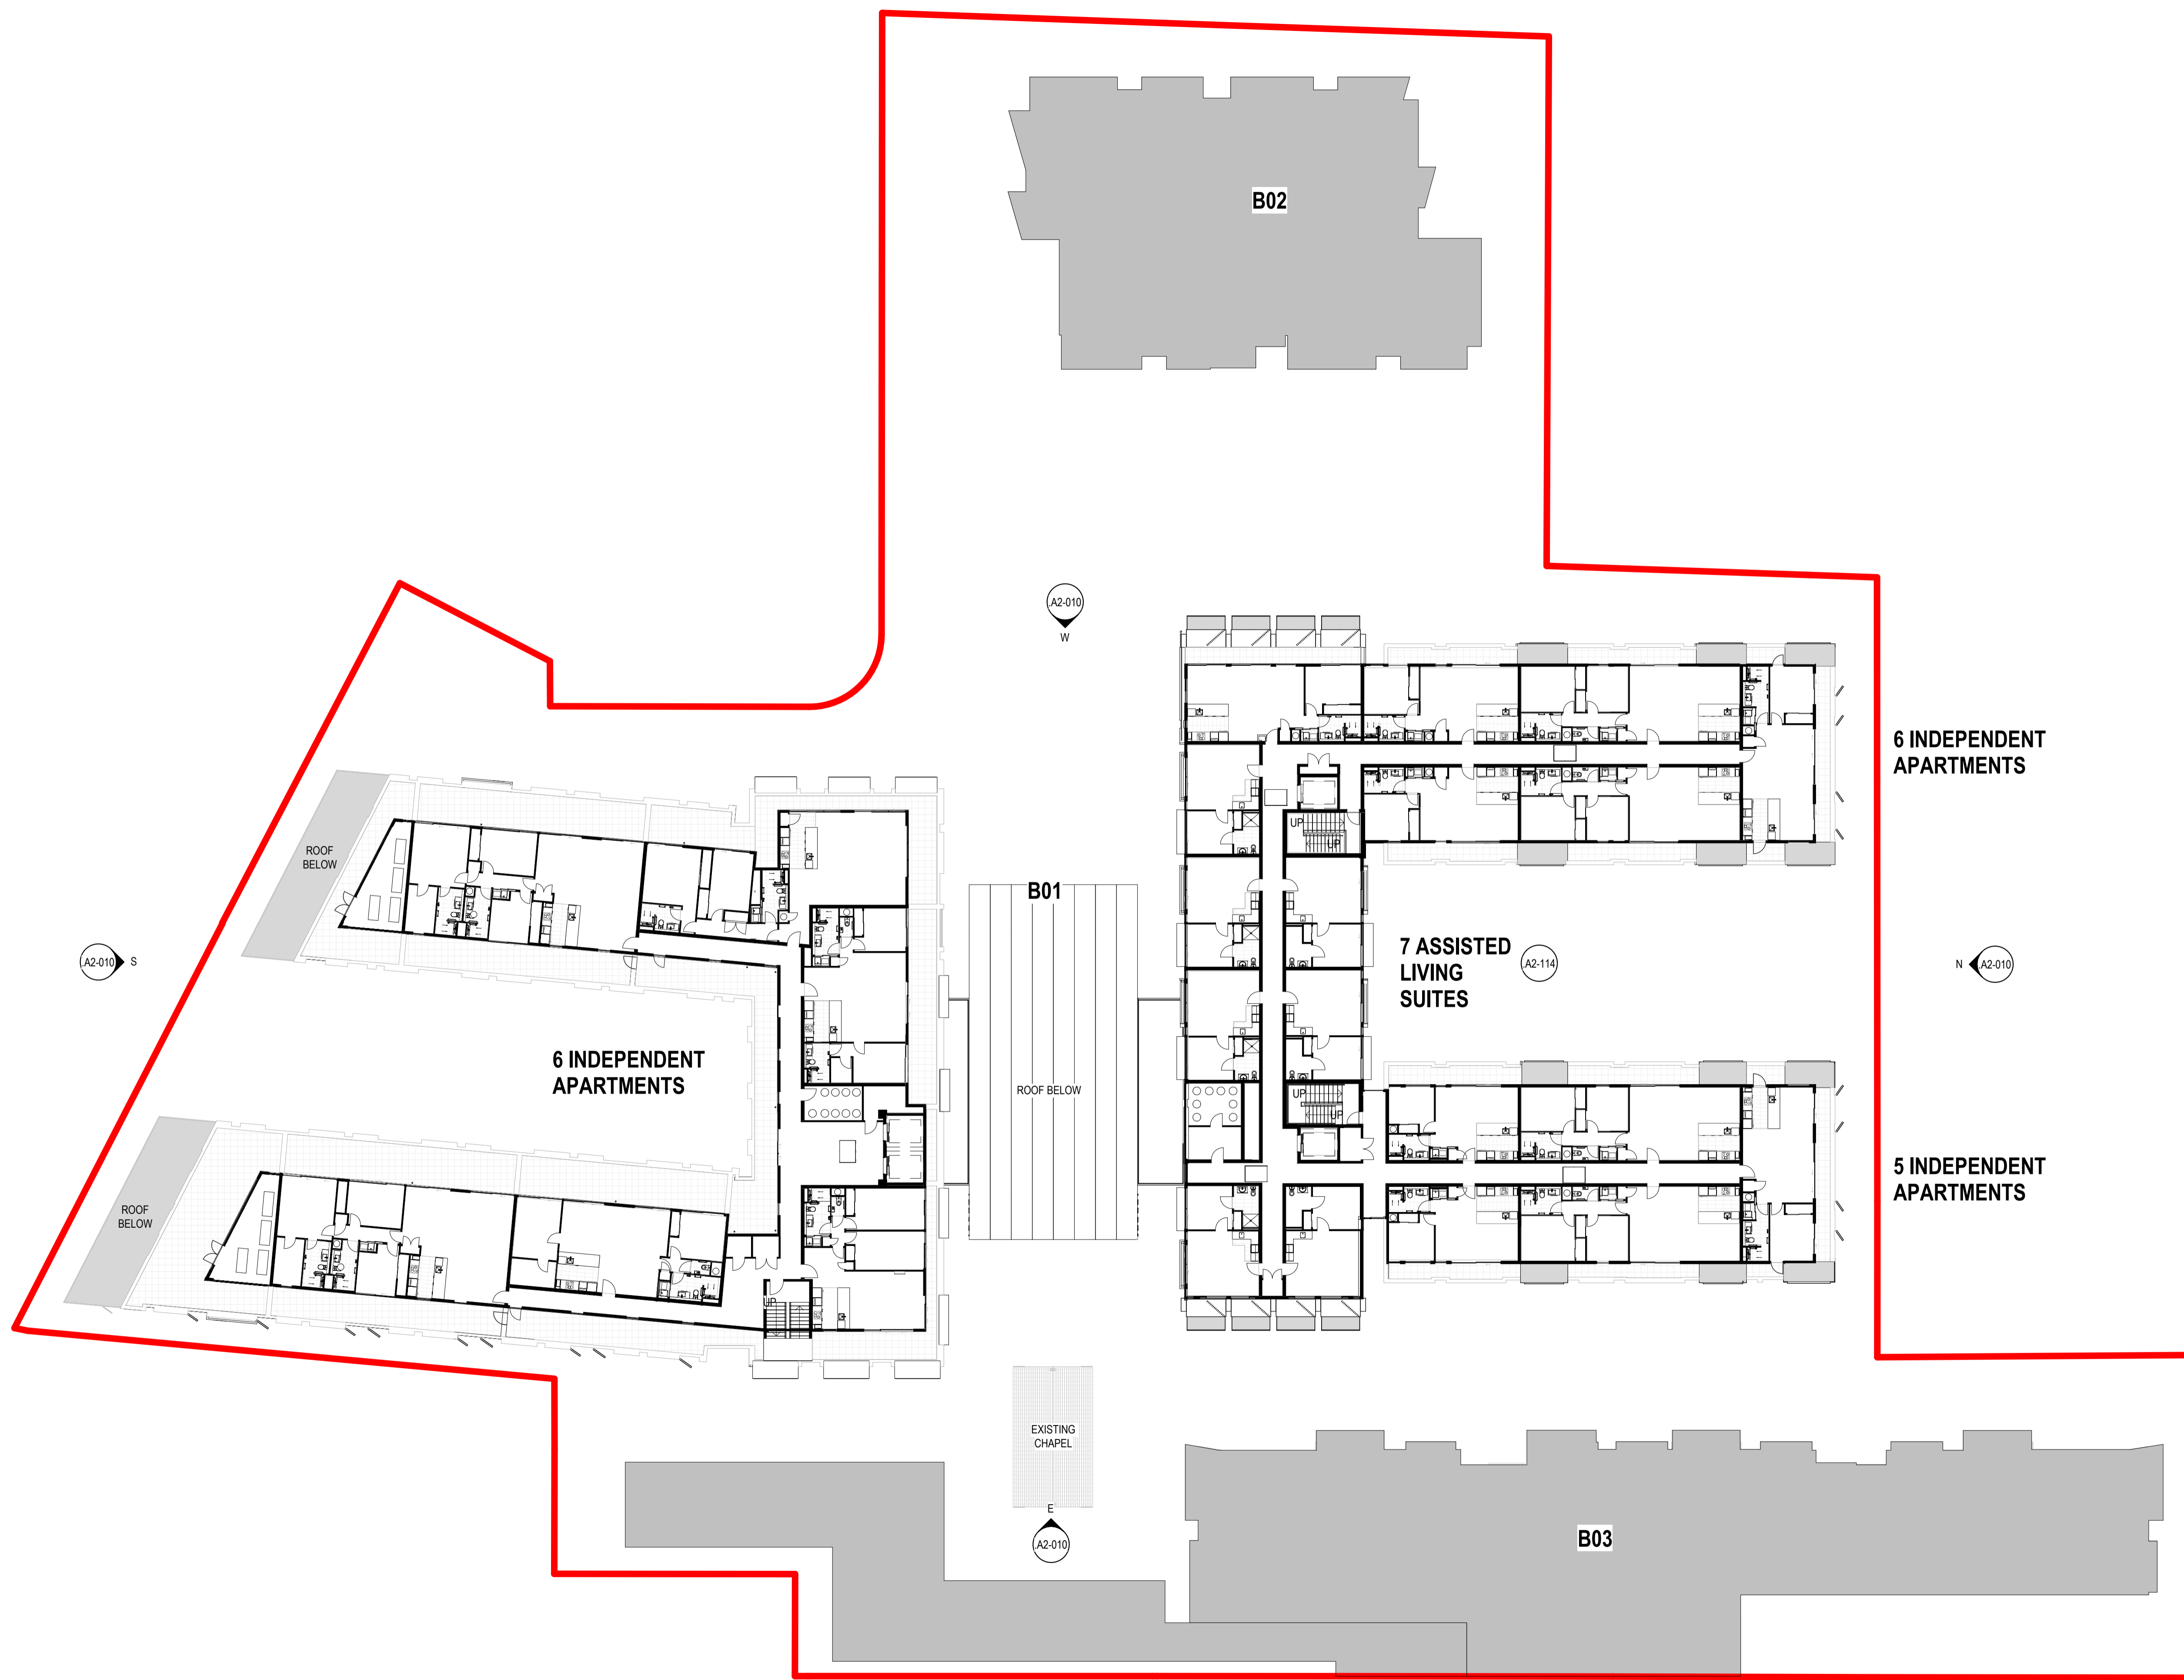 B02
.A2-010
W
6 INDEPENDENT
APARTMENTS
UP
UP
ROOF
BELOW
B01
7 ASSISTED
LIVING
SUITES
.A2-114
.A2-010
S
N
.A2-010
6 INDEPENDENT
APARTMENTS
ROOF BELOW
UP
UP
5 INDEPENDENT
APARTMENTS
ROOF
BELOW
UP
EXISTING
CHAPEL
E
.A2-010
B03